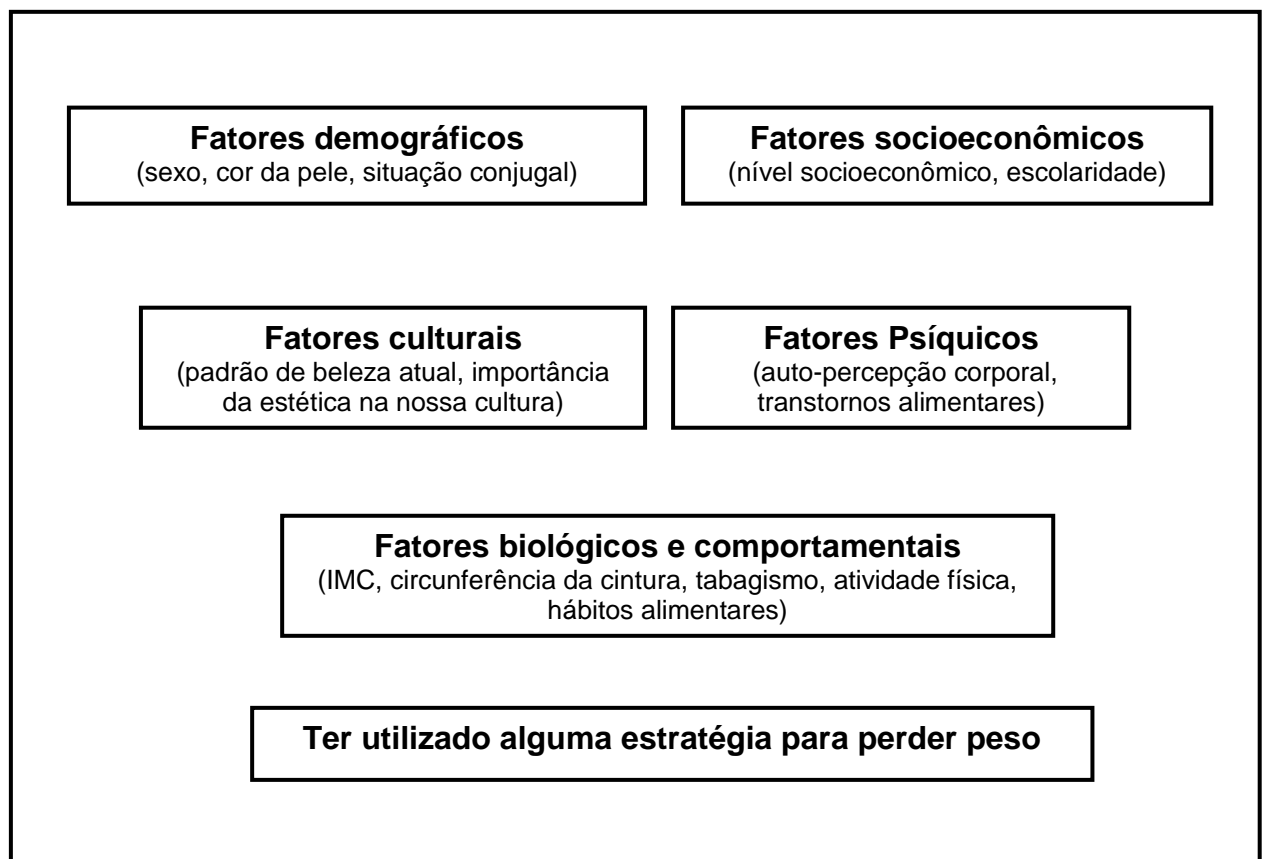 Fatores demográficos
(sexo, cor da pele, situação conjugal)
Fatores socioeconômicos
(nível socioeconômico, escolaridade)
Fatores culturais
(padrão de beleza atual, importância
da estética na nossa cultura)
Fatores Psíquicos
(auto-percepção corporal,
transtornos alimentares)
Fatores biológicos e comportamentais
(IMC, circunferência da cintura, tabagismo, atividade física,
hábitos alimentares)
Ter utilizado alguma estratégia para perder peso